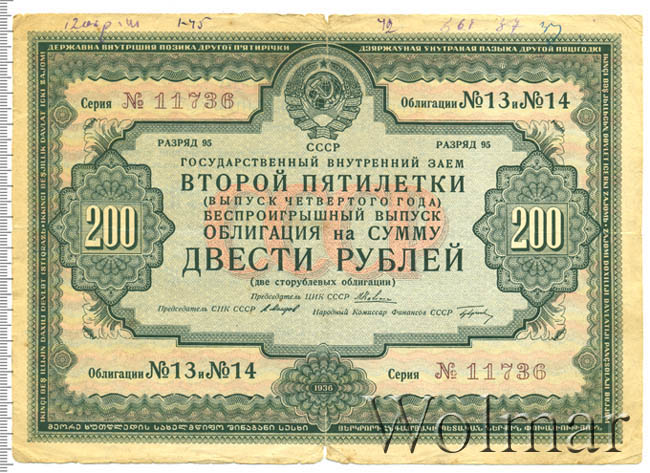 ДЕРЖАВНА ВНУТРІШНЯ ПОЗИКА ДРУГОЇ П'ЯТИРІЧКИ
ДЗЯРЖАЎНАЯ УНУТРАНАЯ ПАЗЫКА ДРУГОЙ ПЯЦІГОДКІ
Серия № 11736
Облигации №13 и №14
СССР
РАЗРЯД 95
РАЗРЯД 95
ГОСУДАРСТВЕННЫЙ ВНУТРЕННИЙ ЗАЕМ
ВТОРОЙ ПЯТИЛЕТКИ
(ВЫПУСК ЧЕТВЕРТОГО ГОДА)
БЕСПРОИГРЫШНЫЙ ВЫПУСК
ОБЛИГАЦИЯ на СУММУ
200
200
ДВЕСТИ РУБЛЕЙ
(две сторублевых облигации)
Председатель ЦИК СССР
Председатель СНК СССР
Народный Комиссар Финансов СССР
Облигации №13 и №14
Серия № 11736
1936
Wolmar